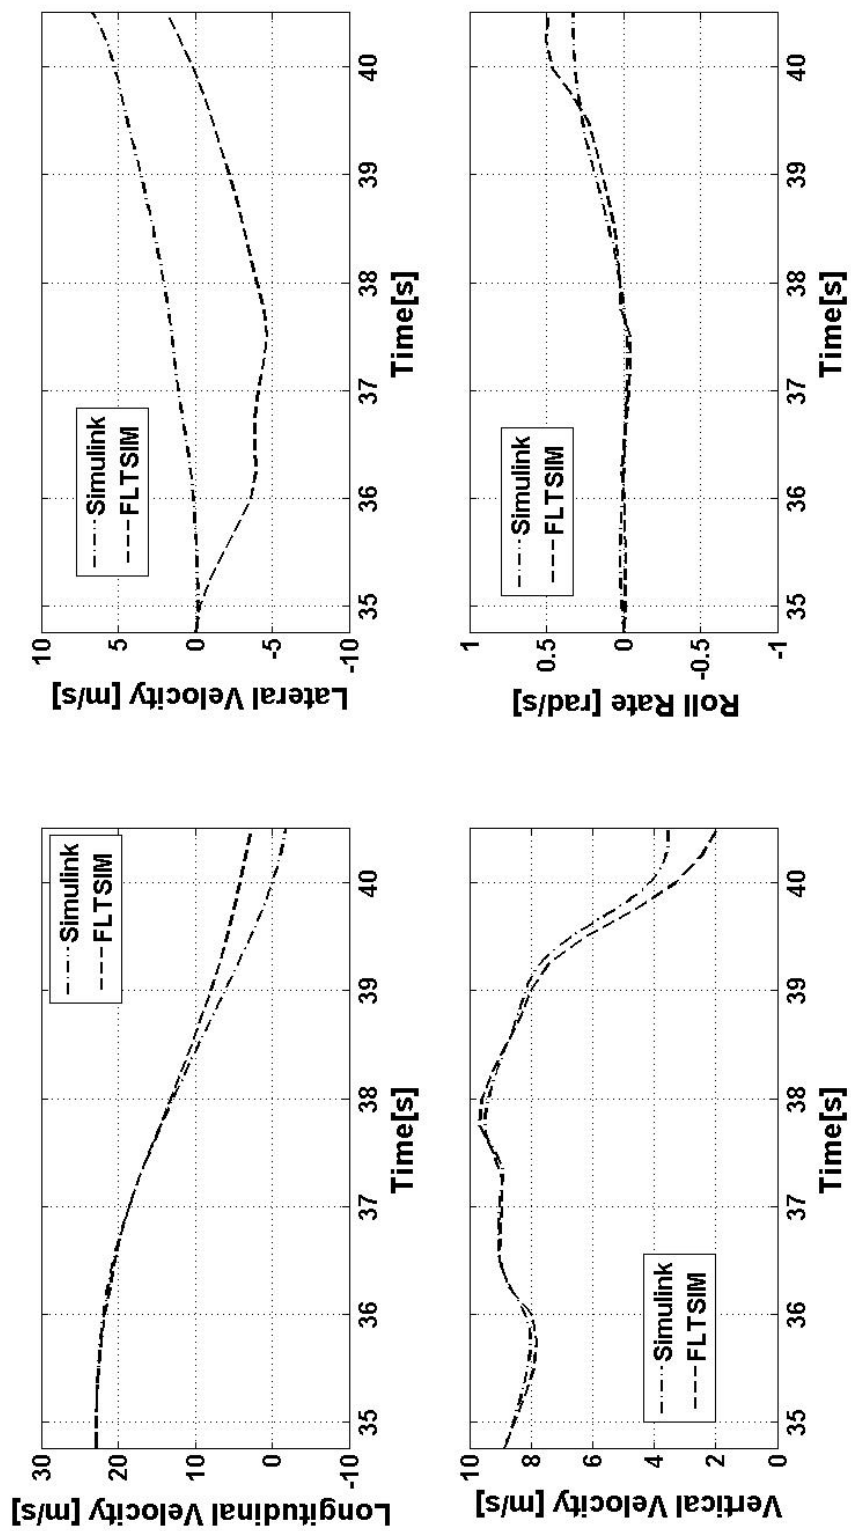 30
20
10
0
-10
Longitudinal Velocity [m/s]
35
36
37
38
39
40
Time[s]
Simulink
FLTSIM
10
5
0
-5
-10
Lateral Velocity [m/s]
35
36
37
38
39
40
Time[s]
Simulink
FLTSIM
10
8
6
4
2
0
Vertical Velocity [m/s]
35
36
37
38
39
40
Time[s]
Simulink
FLTSIM
1
0.5
0
-0.5
-1
Roll Rate [rad/s]
35
36
37
38
39
40
Time[s]
Simulink
FLTSIM